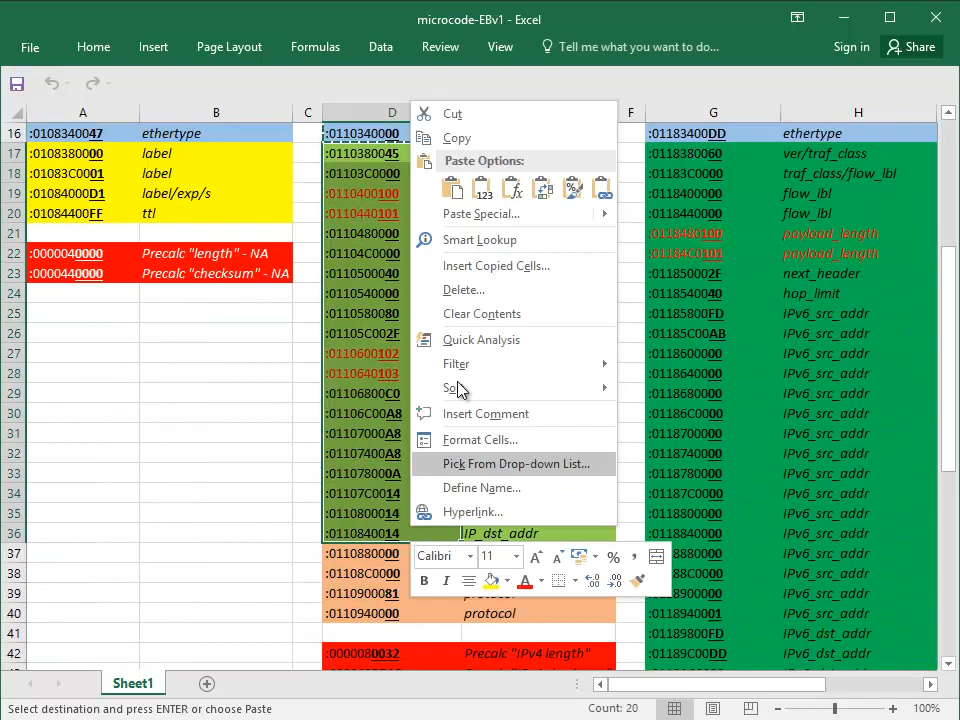 microcode-EBv1 - Excel
File Home Insert Page Layout Formulas Data Review View Tell me what you want to do... Sign in Share
A B C D F G H
16 :0108340047 ethertype :0110340000 :01183400DD ethertype
17 :0108380000 label :0110380045 :0118380060 ver/traf_class
18 :01083C0001 label :01103C0000 :01183C0000 traf_class/flow_lbl
19 :01084000D1 label/exp/s :0110400100 :0118400000 flow_lbl
20 :01084400FF ttl :0110440101 :0118440000 flow_lbl
21 :0110480000 :0118480100 payload_length
22 :0000040000 Precalc "length" - NA :01104C0000 :01184C0101 payload_length
23 :0000440000 Precalc "checksum" - NA :0110500040 :011850002F next_header
24 :0110540000 :0118540040 hop_limit
25 :0110580080 :01185800FD IPv6_src_addr
26 :01105C002F :01185C00AB IPv6_src_addr
27 :0110600102 :0118600000 IPv6_src_addr
28 :0110640103 :0118640000 IPv6_src_addr
29 :01106800C0 :0118680000 IPv6_src_addr
30 :01106C00A8 :01186C0000 IPv6_src_addr
31 :01107000A8 :0118700000 IPv6_src_addr
32 :01107400A8 :0118740000 IPv6_src_addr
33 :011078000A :0118780000 IPv6_src_addr
34 :01107C0014 :01187C0000 IPv6_src_addr
35 :0110800014 :0118800000 IPv6_src_addr
36 :0110840014 IP_dst_addr :0118840000 IPv6_src_addr
37 :0110880000 8880000 IPv6_src_addr
38 :01108C0000 88C0000 IPv6_src_addr
39 :0110900081 8900000 IPv6_src_addr
40 :0110940000 protocol :0118940001 IPv6_src_addr
41 :01189800FD IPv6_dst_addr
42 :0000080032 Precalc "IPv4 length" :01189C00DD IPv6_dst_addr
Cut
Copy
Paste Options:
123
Paste Special...
Smart Lookup
Insert Copied Cells...
Delete...
Clear Contents
Quick Analysis
Filter
So
Insert Comment
Format Cells...
Pick From Drop-down List...
Define Name...
Hyperlink...
Calibri 11 A A % ,
B I A .00 .00
Sheet1
Select destination and press ENTER or choose Paste Count: 20 100%